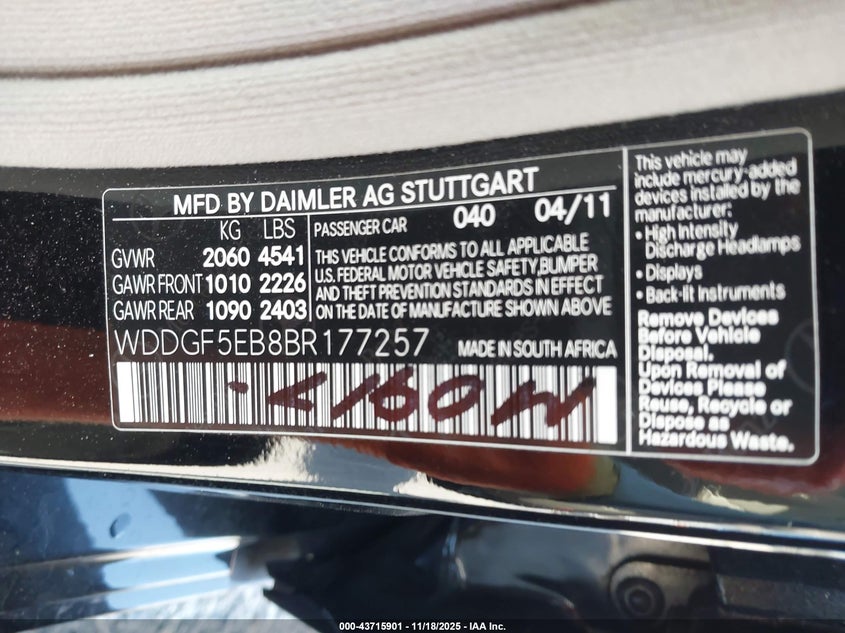 MFD BY DAIMLER AG STUTTGART
KG LBS
GVWR 2060 4541
GAWR FRONT 1010 2226
GAWR REAR 1090 2403
PASSENGER CAR 040 04/11
THIS VEHICLE CONFORMS TO ALL APPLICABLE
U.S. FEDERAL MOTOR VEHICLE SAFETY,BUMPER
AND THEFT PREVENTION STANDARDS IN EFFECT
ON THE DATE OF MANUFACTURE SHOWN ABOVE
WDDGF5EB8BR177257 MADE IN SOUTH AFRICA
This vehicle may
include mercury-added
devices installed by the
manufacturer:
• High Intensity
Discharge Headlamps
• Displays
• Back-lit Instruments
Remove Devices
Before Vehicle
Disposal.
Upon Removal of
Devices Please
Reuse, Recycle or
Dispose as
Hazardous Waste.
000-43715901 - 11/18/2025 - IAA Inc.